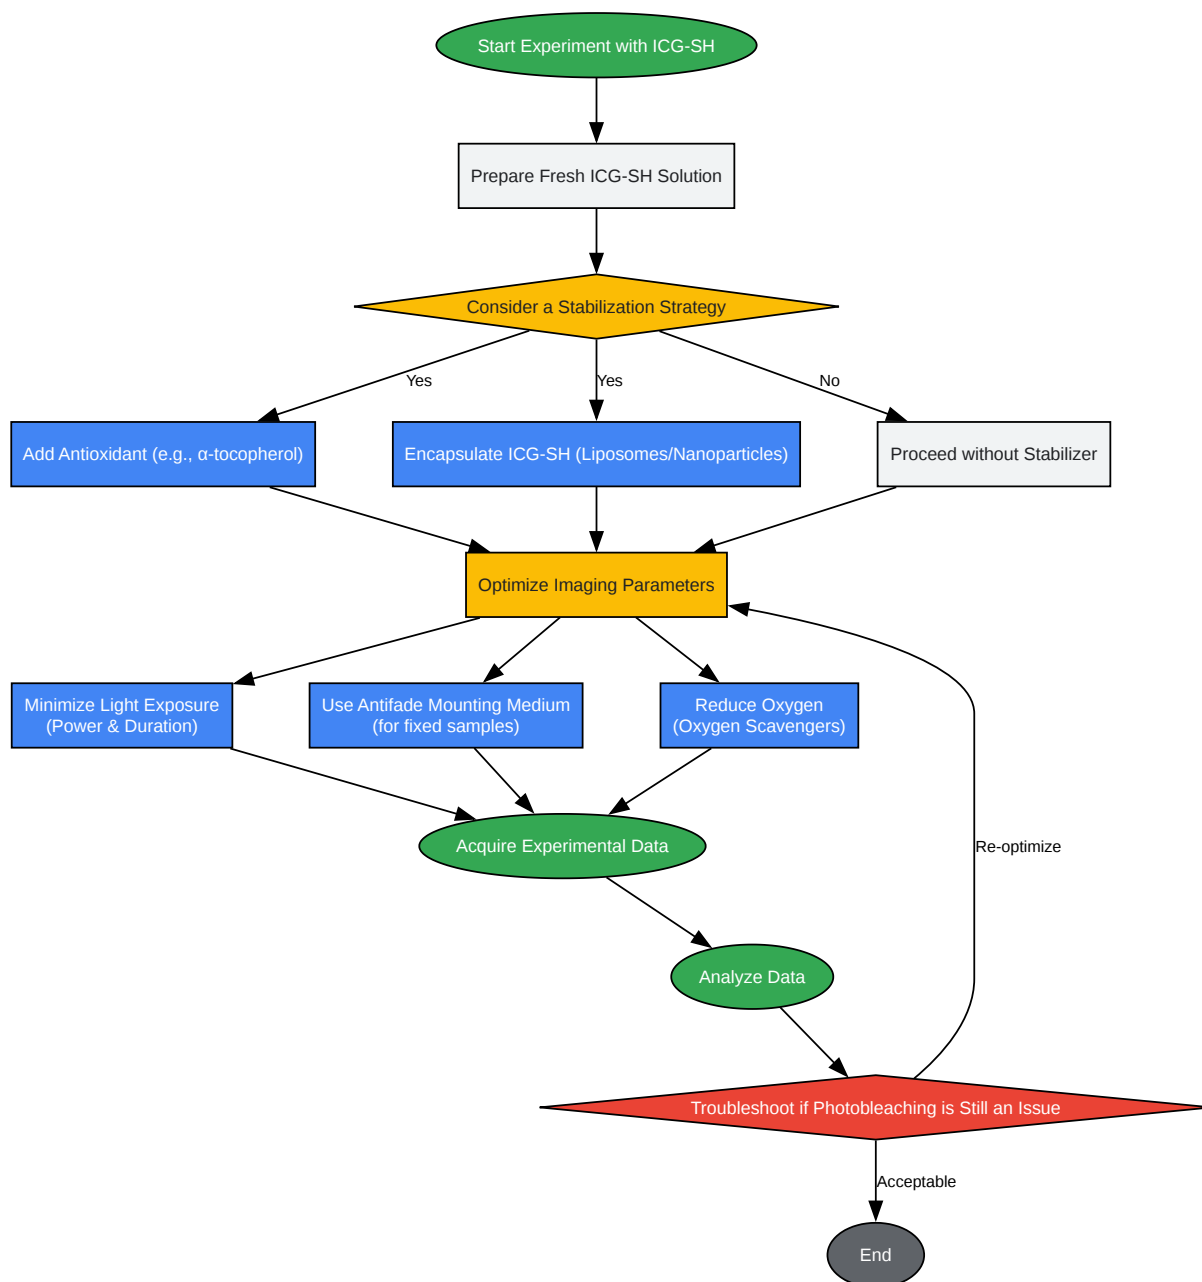 Start Experiment with ICG-SH
Prepare Fresh ICG-SH Solution
Consider a Stabilization Strategy
Yes
Yes
No
Add Antioxidant (e.g., α-tocopherol)
Encapsulate ICG-SH (Liposomes/Nanoparticles)
Proceed without Stabilizer
Optimize Imaging Parameters
Minimize Light Exposure
(Power & Duration)
Use Antifade Mounting Medium
(for fixed samples)
Reduce Oxygen
(Oxygen Scavengers)
Acquire Experimental Data
Re-optimize
Analyze Data
Troubleshoot if Photobleaching is Still an Issue
Acceptable
End